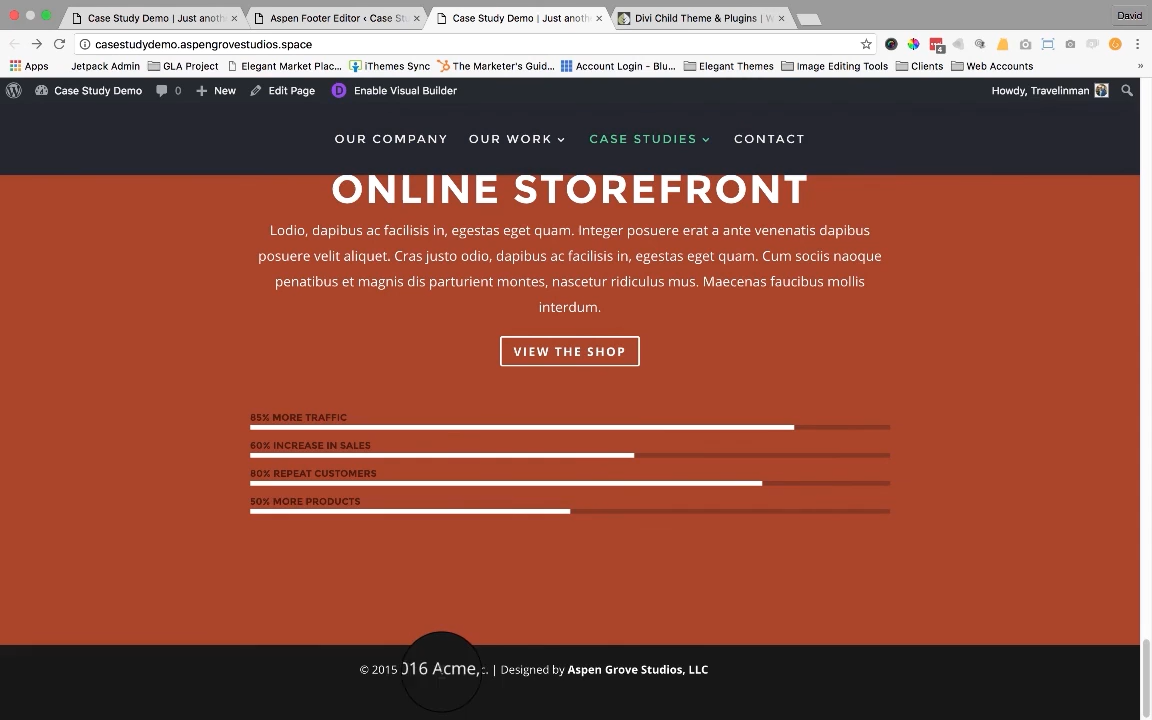 Case Study Demo | Just anoth
Aspen Footer Editor ‹ Case St
Case Study Demo | Just anoth
Divi Child Theme & Plugins | W
David
casestudydemo.aspengrovestudios.space
4
Apps
Jetpack Admin
GLA Project
Elegant Market Plac...
iThemes Sync
The Marketer's Guid...
Account Login - Blu...
Elegant Themes
Image Editing Tools
Clients
Web Accounts
»
Case Study Demo
0
New
Edit Page
D Enable Visual Builder
Howdy, Travelinman
OUR COMPANY
OUR WORK
CASE STUDIES
CONTACT
ONLINE STOREFRONT
Lodio, dapibus ac facilisis in, egestas eget quam. Integer posuere erat a ante venenatis dapibus
posuere velit aliquet. Cras justo odio, dapibus ac facilisis in, egestas eget quam. Cum sociis naoque
penatibus et magnis dis parturient montes, nascetur ridiculus mus. Maecenas faucibus mollis
interdum.
VIEW THE SHOP
85% MORE TRAFFIC
60% INCREASE IN SALES
80% REPEAT CUSTOMERS
50% MORE PRODUCTS
© 2015 016 Acme, . | Designed by Aspen Grove Studios, LLC